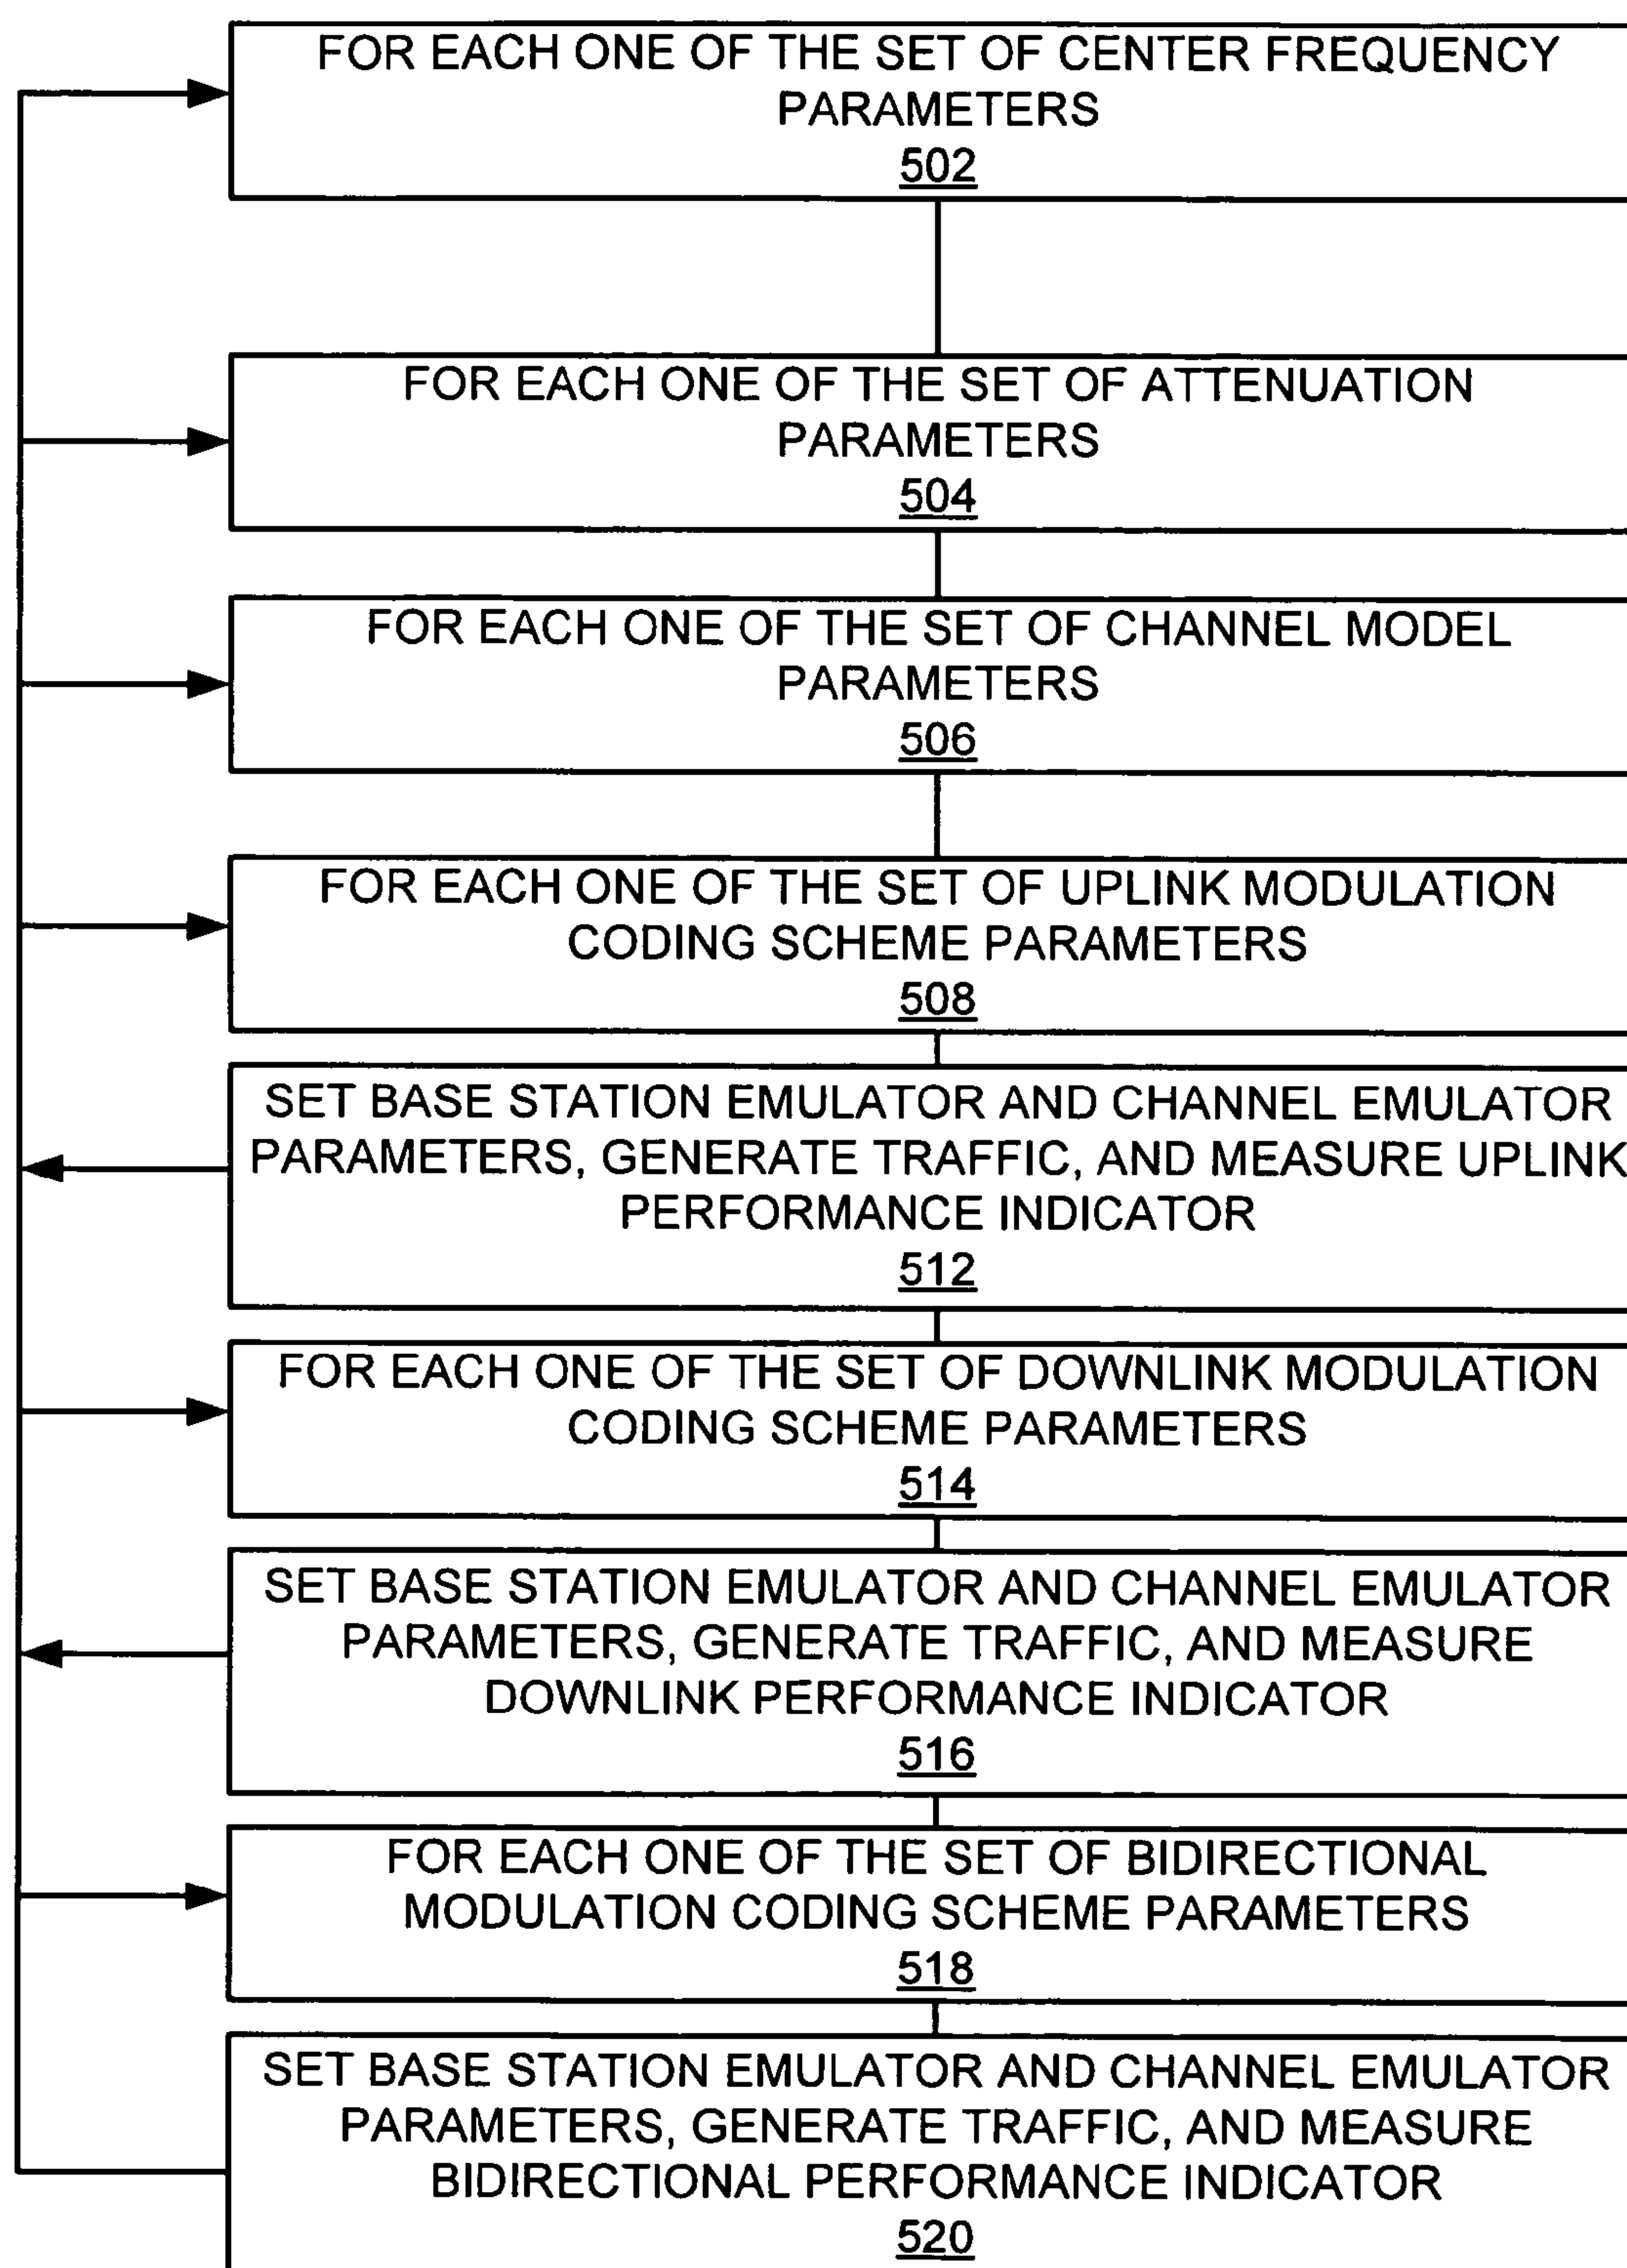 FOR EACH ONE OF THE SET OF CENTER FREQUENCY
PARAMETERS
502
FOR EACH ONE OF THE SET OF ATTENUATION
PARAMETERS
504
FOR EACH ONE OF THE SET OF CHANNEL MODEL
PARAMETERS
506
FOR EACH ONE OF THE SET OF UPLINK MODULATION
CODING SCHEME PARAMETERS
508
SET BASE STATION EMULATOR AND CHANNEL EMULATOR
PARAMETERS, GENERATE TRAFFIC, AND MEASURE UPLINK
PERFORMANCE INDICATOR
512
FOR EACH ONE OF THE SET OF DOWNLINK MODULATION
CODING SCHEME PARAMETERS
514
SET BASE STATION EMULATOR AND CHANNEL EMULATOR
PARAMETERS, GENERATE TRAFFIC, AND MEASURE
DOWNLINK PERFORMANCE INDICATOR
516
FOR EACH ONE OF THE SET OF BIDIRECTIONAL
MODULATION CODING SCHEME PARAMETERS
518
SET BASE STATION EMULATOR AND CHANNEL EMULATOR
PARAMETERS, GENERATE TRAFFIC, AND MEASURE
BIDIRECTIONAL PERFORMANCE INDICATOR
520